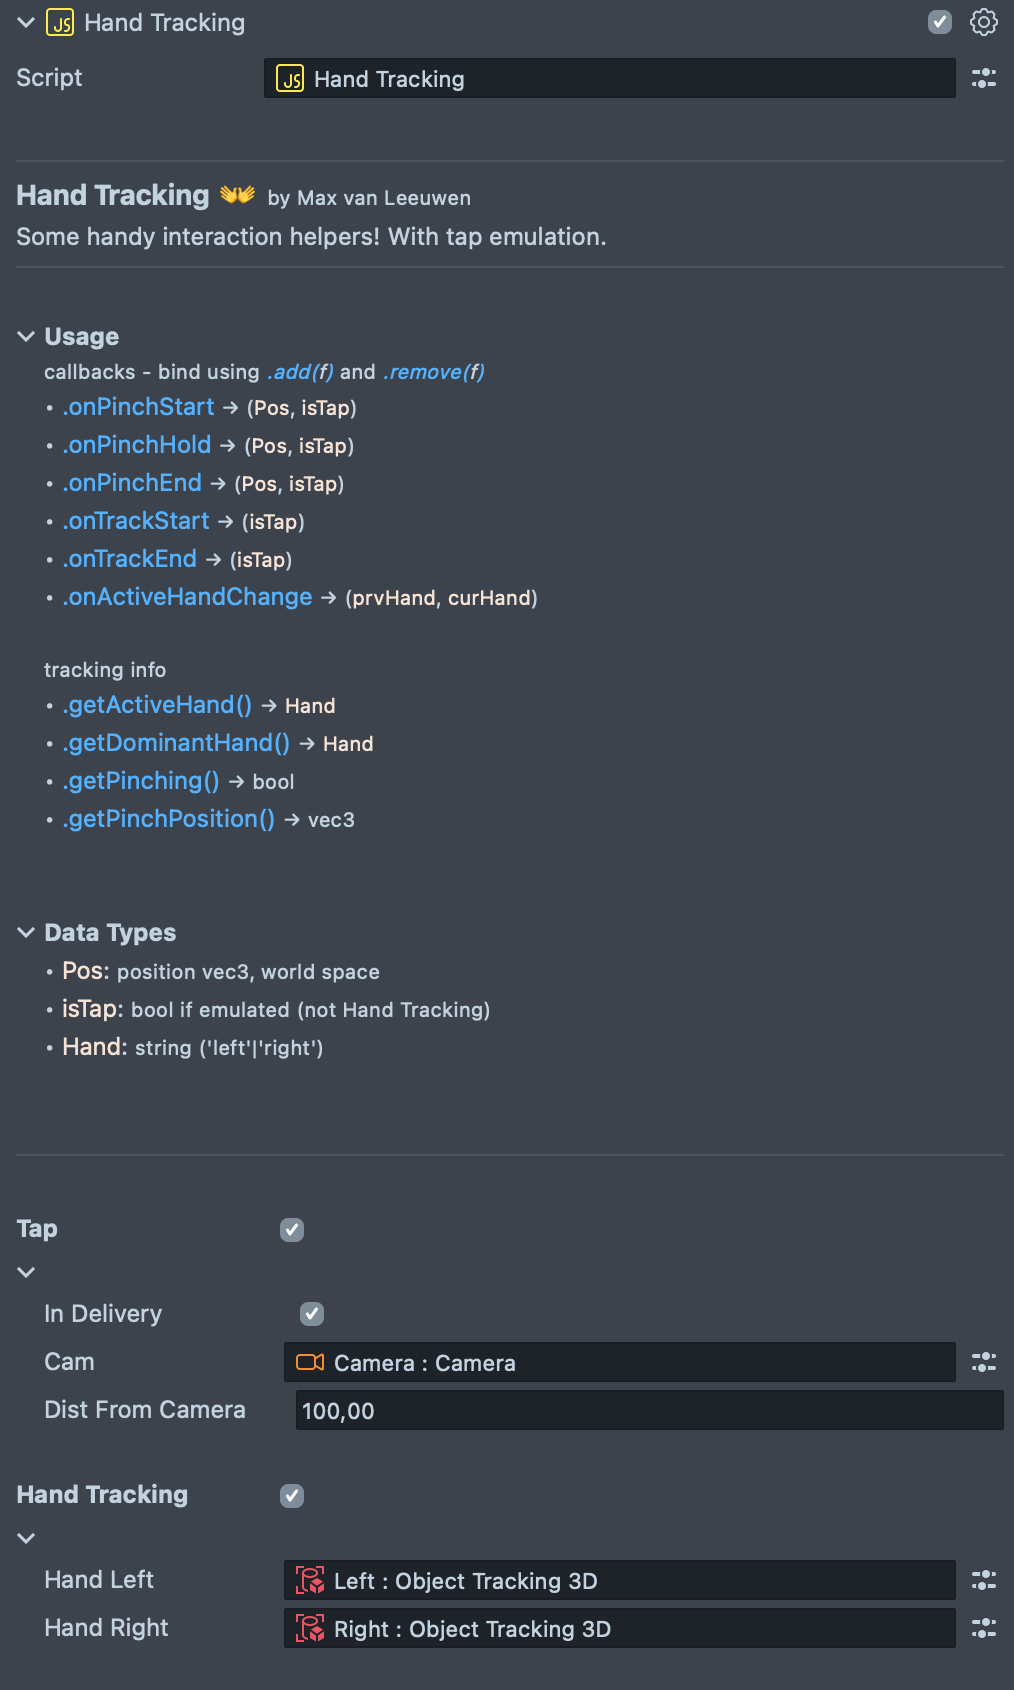 JS Hand Tracking
Script JS Hand Tracking
Hand Tracking 👐 by Max van Leeuwen
Some handy interaction helpers! With tap emulation.
Usage
callbacks - bind using .add(f) and .remove(f)
• .onPinchStart → (Pos, isTap)
• .onPinchHold → (Pos, isTap)
• .onPinchEnd → (Pos, isTap)
• .onTrackStart → (isTap)
• .onTrackEnd → (isTap)
• .onActiveHandChange → (prvHand, curHand)
tracking info
• .getActiveHand() → Hand
• .getDominantHand() → Hand
• .getPinching() → bool
• .getPinchPosition() → vec3
Data Types
• Pos: position vec3, world space
• isTap: bool if emulated (not Hand Tracking)
• Hand: string ('left'|'right')
Tap
In Delivery
Cam Camera : Camera
Dist From Camera 100,00
Hand Tracking
Hand Left Left : Object Tracking 3D
Hand Right Right : Object Tracking 3D